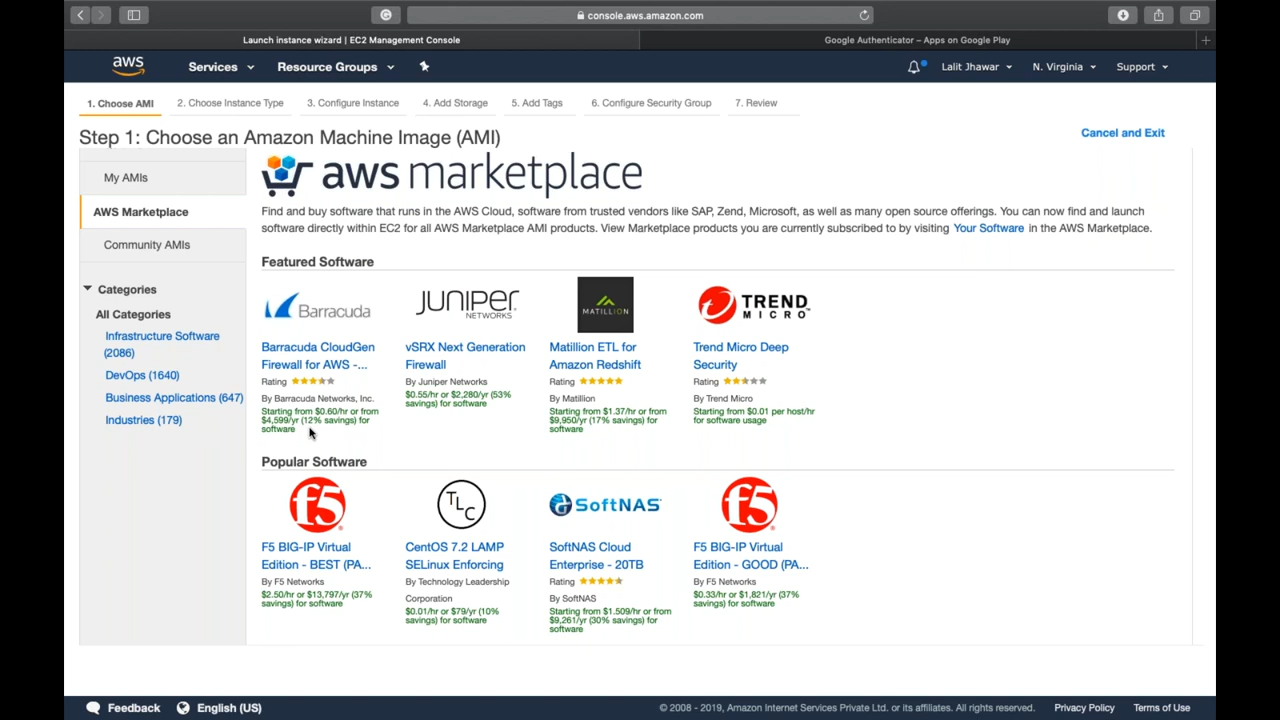 console.aws.amazon.com
Launch instance wizard | EC2 Management Console
Google Authenticator – Apps on Google Play
aws
Services
Resource Groups
Lalit Jhawar
N. Virginia
Support
1. Choose AMI
2. Choose Instance Type
3. Configure Instance
4. Add Storage
5. Add Tags
6. Configure Security Group
7. Review
Step 1: Choose an Amazon Machine Image (AMI)
Cancel and Exit
My AMIs
AWS Marketplace
Community AMIs
Categories
All Categories
Infrastructure Software
(2086)
DevOps (1640)
Business Applications (647)
Industries (179)
aws marketplace
Find and buy software that runs in the AWS Cloud, software from trusted vendors like SAP, Zend, Microsoft, as well as many open source offerings. You can now find and launch
software directly within EC2 for all AWS Marketplace AMI products. View Marketplace products you are currently subscribed to by visiting Your Software in the AWS Marketplace.
Featured Software
Barracuda
Barracuda CloudGen
Firewall for AWS -...
Rating
By Barracuda Networks, Inc.
Starting from $0.60/hr or from
$4,599/yr (12% savings) for
software
JUNIPER
NETWORKS
vSRX Next Generation
Firewall
By Juniper Networks
$0.55/hr or $2,280/yr (53%
savings) for software
MATILLION
Matillion ETL for
Amazon Redshift
Rating
By Matillion
Starting from $1.37/hr or from
$9,950/yr (17% savings) for
software
TREND
MICRO
Trend Micro Deep
Security
Rating
By Trend Micro
Starting from $0.01 per host/hr
for software usage
Popular Software
f5
F5 BIG-IP Virtual
Edition - BEST (PA...
By F5 Networks
$2.50/hr or $13,797/yr (37%
savings) for software
TLC
CentOS 7.2 LAMP
SELinux Enforcing
By Technology Leadership
Corporation
$0.01/hr or $79/yr (10%
savings) for software
SoftNAS
SoftNAS Cloud
Enterprise - 20TB
Rating
By SoftNAS
Starting from $1.509/hr or from
$9,261/yr (30% savings) for
software
f5
F5 BIG-IP Virtual
Edition - GOOD (PA...
By F5 Networks
$0.33/hr or $1,821/yr (37%
savings) for software
Feedback
English (US)
© 2008 - 2019, Amazon Internet Services Private Ltd. or its affiliates. All rights reserved.
Privacy Policy
Terms of Use